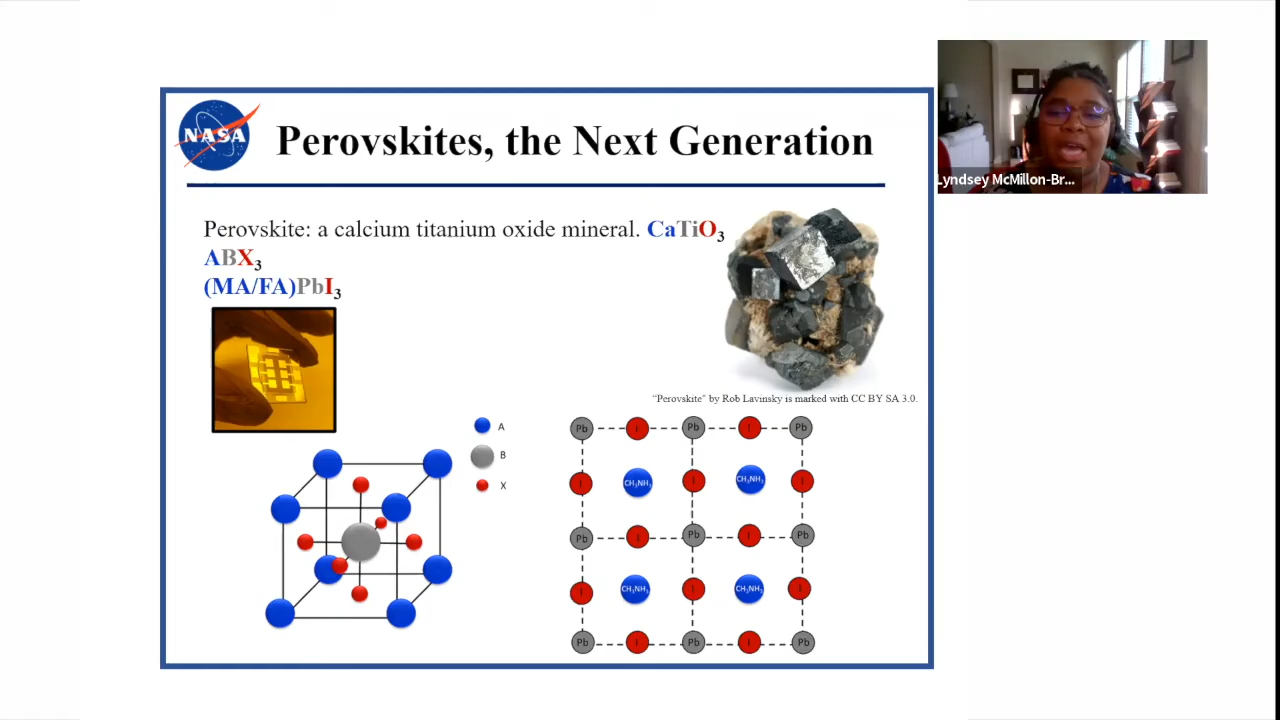 NASA
Perovskites, the Next Generation
Lyndsey McMillon-Br...
Perovskite: a calcium titanium oxide mineral. CaTiO3
ABX3
(MA/FA)PbI3
"Perovskite" by Rob Lavinsky is marked with CC BY SA 3.0.
A
B
X
Pb I Pb I Pb
I CH3NH3 I CH3NH3 I
Pb I Pb I Pb
I CH3NH3 I CH3NH3 I
Pb I Pb I Pb